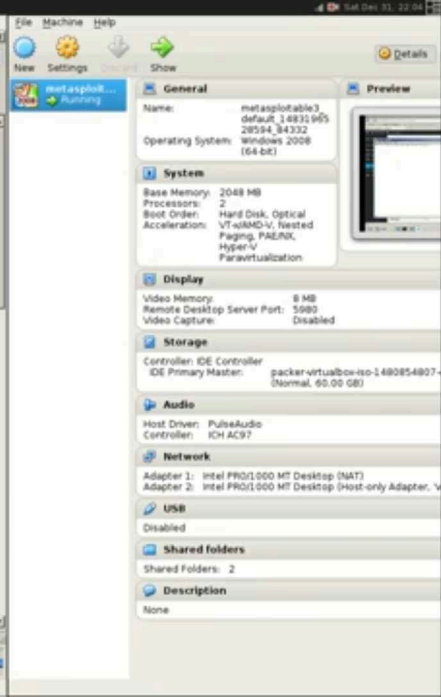 Sat Dec 31, 22:04
File Machine Help
New Settings Discard Show
Details
metasploit...
Running
General
Name: metasploitable3_
default_14831965
28594_84332
Operating System: Windows 2008
(64-bit)
Preview
System
Base Memory: 2048 MB
Processors: 2
Boot Order: Hard Disk, Optical
Acceleration: VT-x/AMD-V, Nested
Paging, PAE/NX,
Hyper-V
Paravirtualization
Display
Video Memory: 8 MB
Remote Desktop Server Port: 5980
Video Capture: Disabled
Storage
Controller: IDE Controller
IDE Primary Master: packer-virtualbox-iso-1480854807-
(Normal, 60.00 GB)
Audio
Host Driver: PulseAudio
Controller: ICH AC97
Network
Adapter 1: Intel PRO/1000 MT Desktop (NAT)
Adapter 2: Intel PRO/1000 MT Desktop (Host-only Adapter, 'v
USB
Disabled
Shared folders
Shared Folders: 2
Description
None